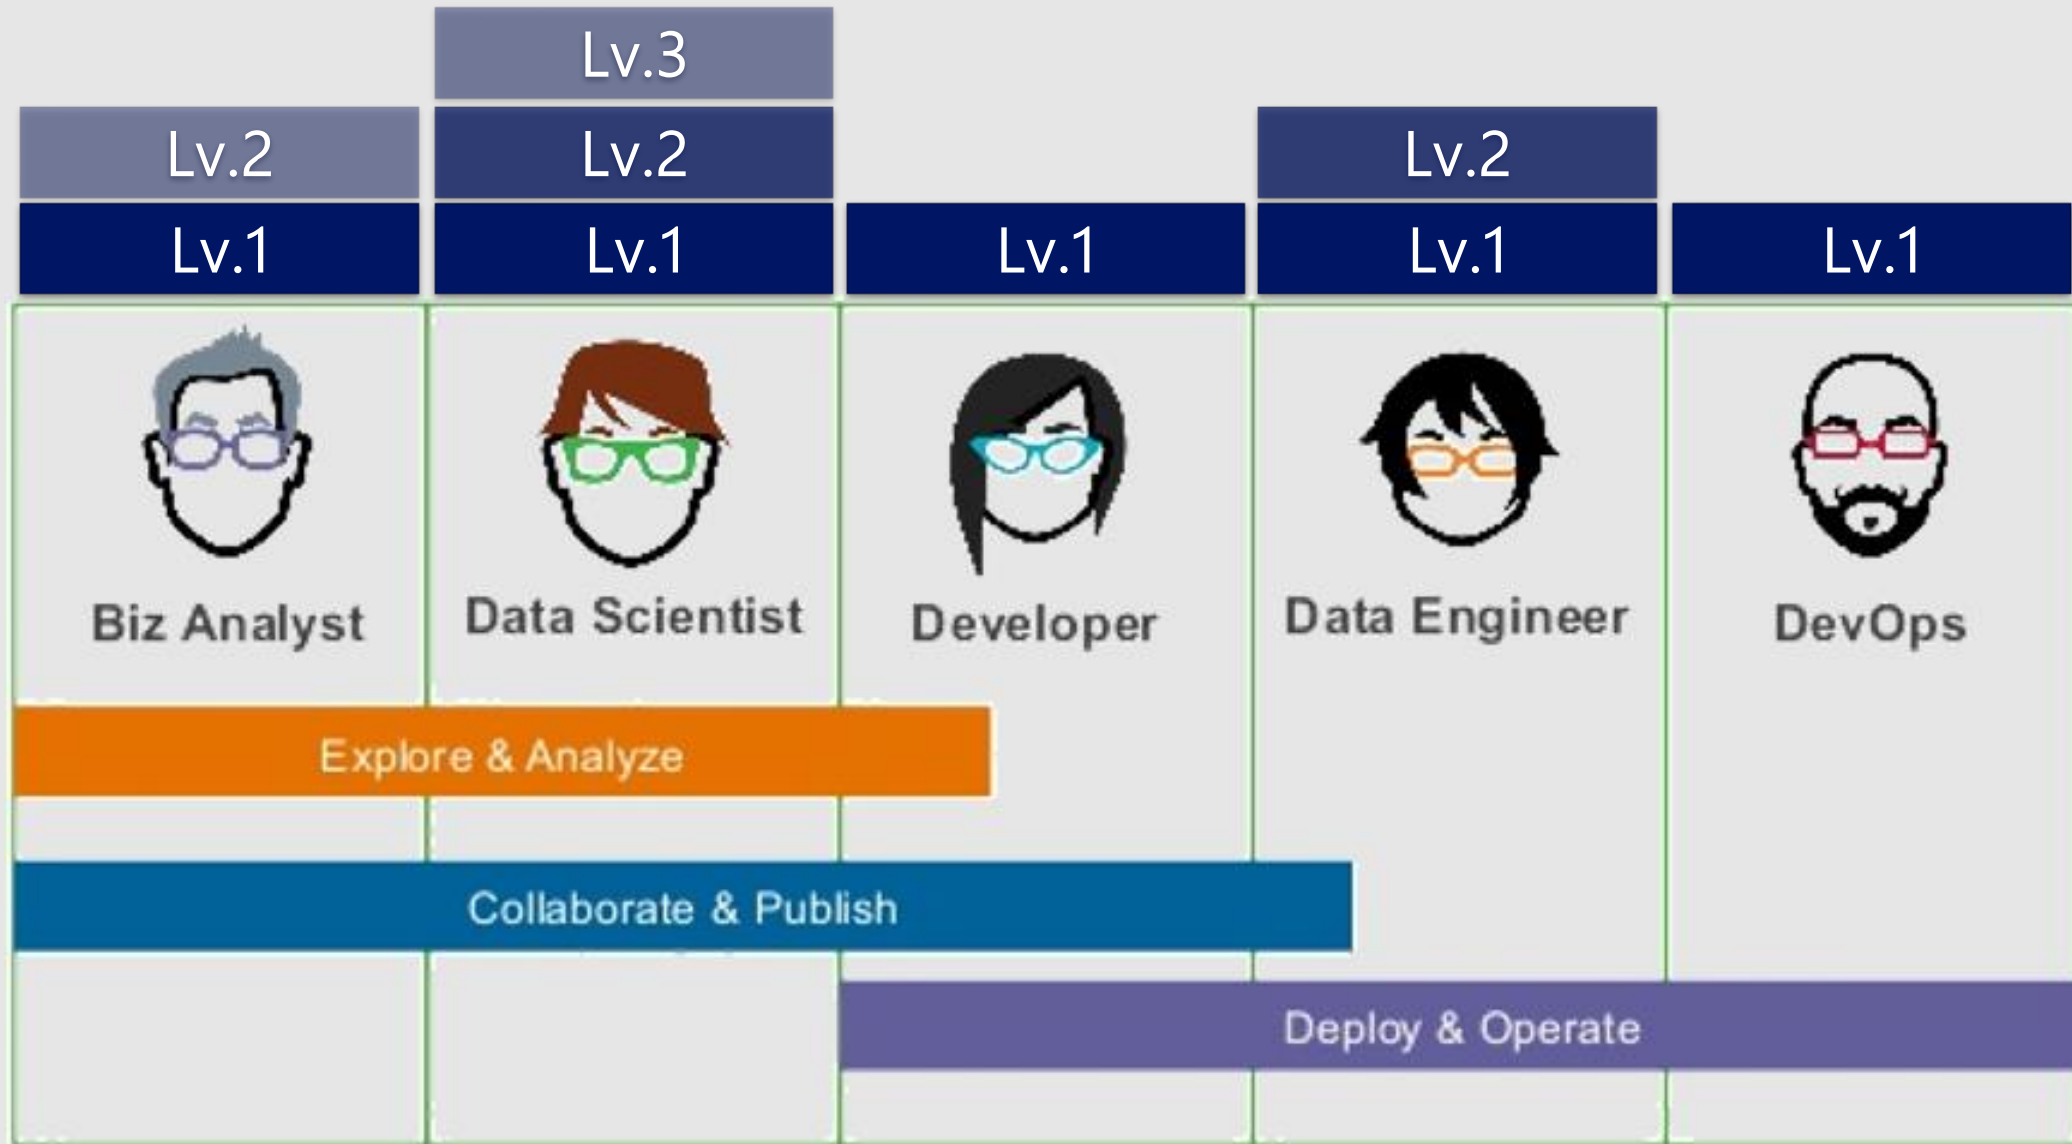 Lv.3
Lv.2 Lv.2 Lv.2
Lv.1 Lv.1 Lv.1 Lv.1 Lv.1
Biz Analyst Data Scientist Developer Data Engineer DevOps
Explore & Analyze
Collaborate & Publish
Deploy & Operate